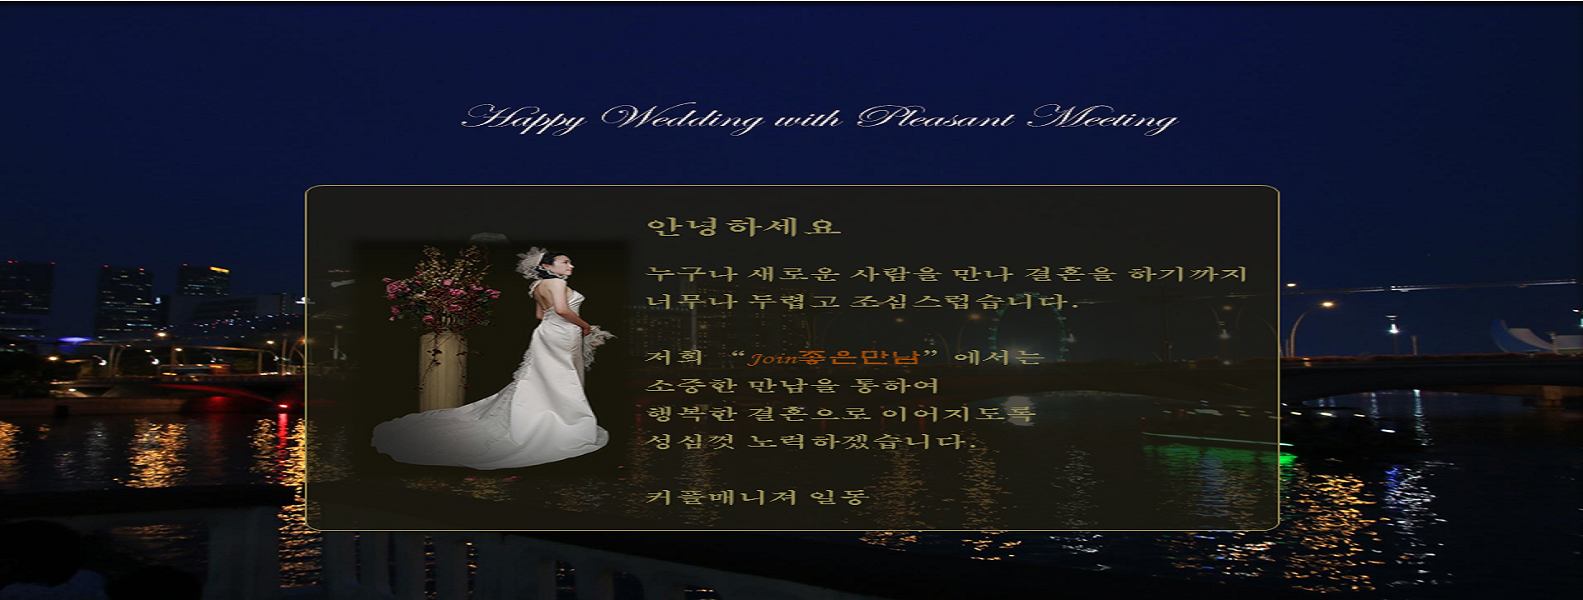 Happy Wedding with Pleasant Meeting
안녕하세요
누구나 새로운 사람을 만나 결혼을 하기까지
너무나 두렵고 조심스럽습니다.
저희 “Join좋은만남”에서는
소중한 만남을 통하여
행복한 결혼으로 이어지도록
성심껏 노력하겠습니다.
커플매니져 일동